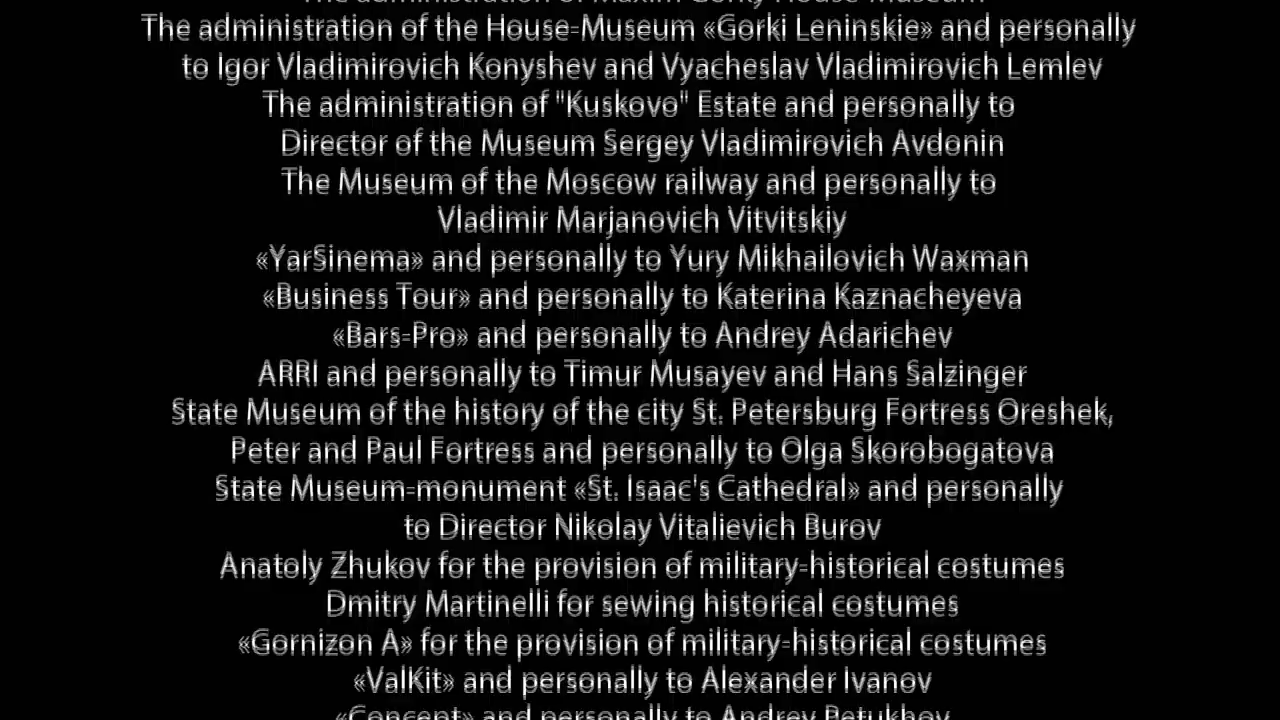 The administration of Maxim Gorky House-Museum
The administration of the House-Museum «Gorki Leninskie» and personally
to Igor Vladimirovich Konyshev and Vyacheslav Vladimirovich Lemlev
The administration of "Kuskovo" Estate and personally to
Director of the Museum Sergey Vladimirovich Avdonin
The Museum of the Moscow railway and personally to
Vladimir Marjanovich Vitvitskiy
«YarSinema» and personally to Yury Mikhailovich Waxman
«Business Tour» and personally to Katerina Kaznacheyeva
«Bars-Pro» and personally to Andrey Adarichev
ARRI and personally to Timur Musayev and Hans Salzinger
State Museum of the history of the city St. Petersburg Fortress Oreshek,
Peter and Paul Fortress and personally to Olga Skorobogatova
State Museum-monument «St. Isaac's Cathedral» and personally
to Director Nikolay Vitalievich Burov
Anatoly Zhukov for the provision of military-historical costumes
Dmitry Martinelli for sewing historical costumes
«Gornizon A» for the provision of military-historical costumes
«ValKit» and personally to Alexander Ivanov
«Concept» and personally to Andrey Petukhov